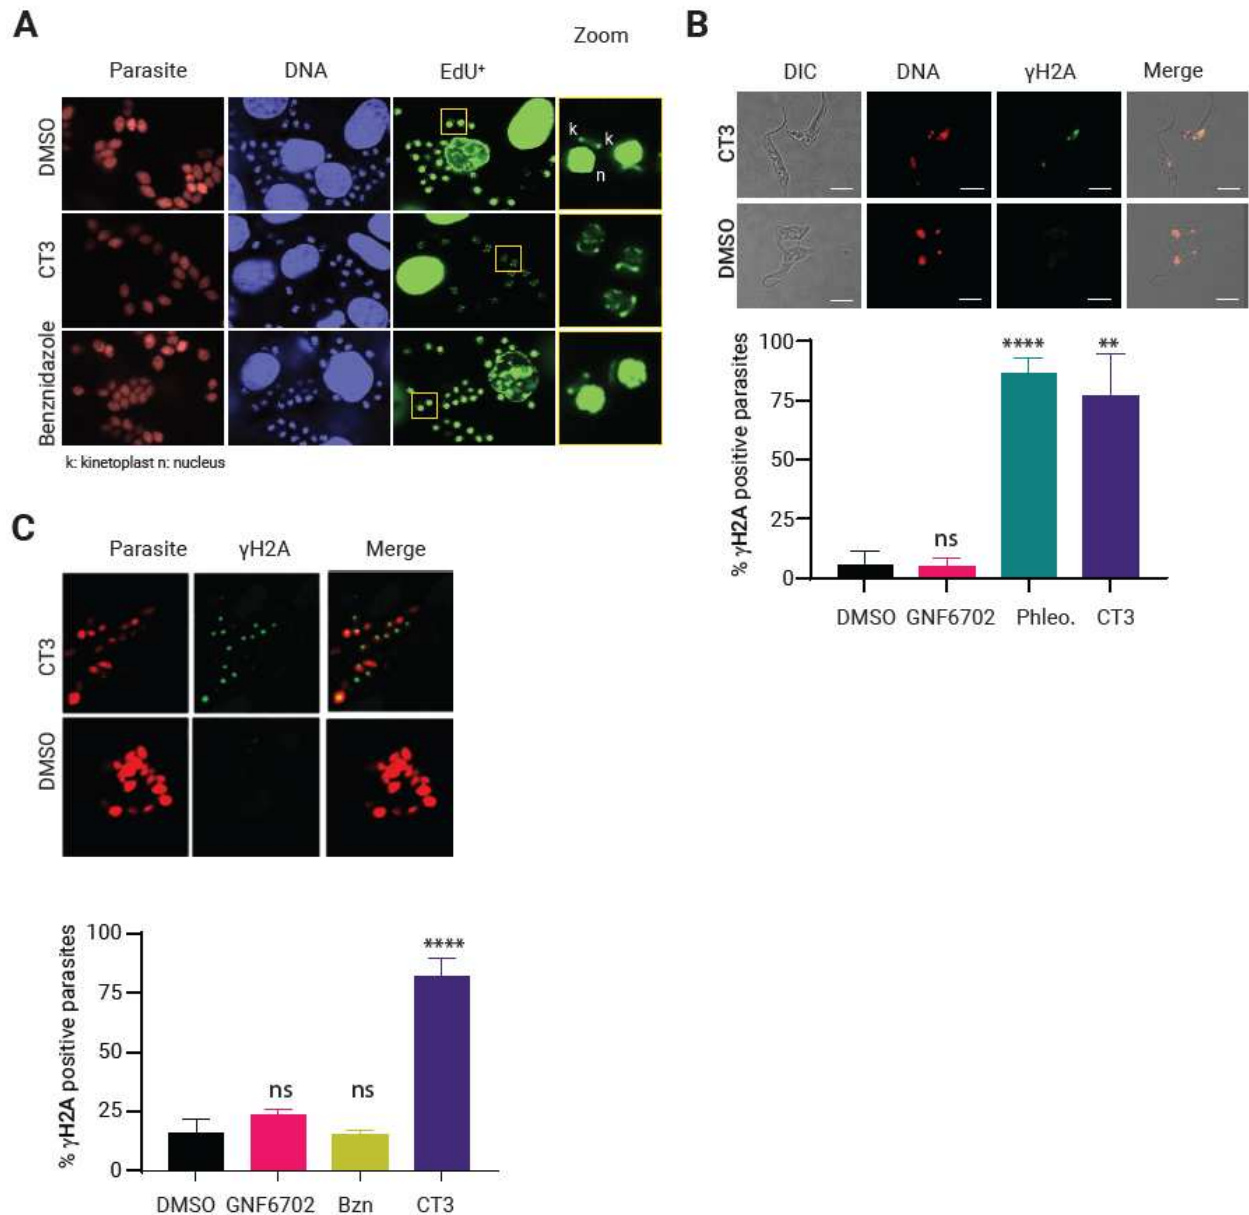 A
Zoom
Parasite DNA EdU⁺
DMSO
k k
n
CT3
Benznidazole
k: kinetoplast n: nucleus
B
DIC DNA γH2A Merge
CT3
DMSO
% γH2A positive parasites
100
75
50
25
0
ns
****
**
DMSO GNF6702 Phleo. CT3
C
Parasite γH2A Merge
CT3
DMSO
% γH2A positive parasites
100
75
50
25
0
ns
ns
****
DMSO GNF6702 Bzn CT3